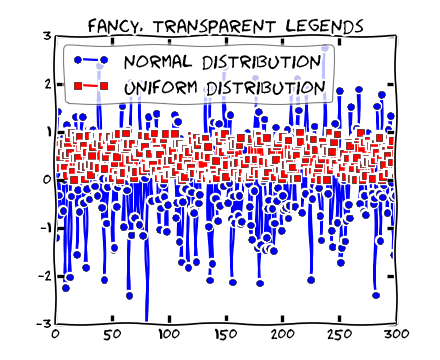 FANCY, TRANSPARENT LEGENDS
NORMAL DISTRIBUTION
UNIFORM DISTRIBUTION
3
2
1
0
-1
-2
-3
0 50 100 150 200 250 300